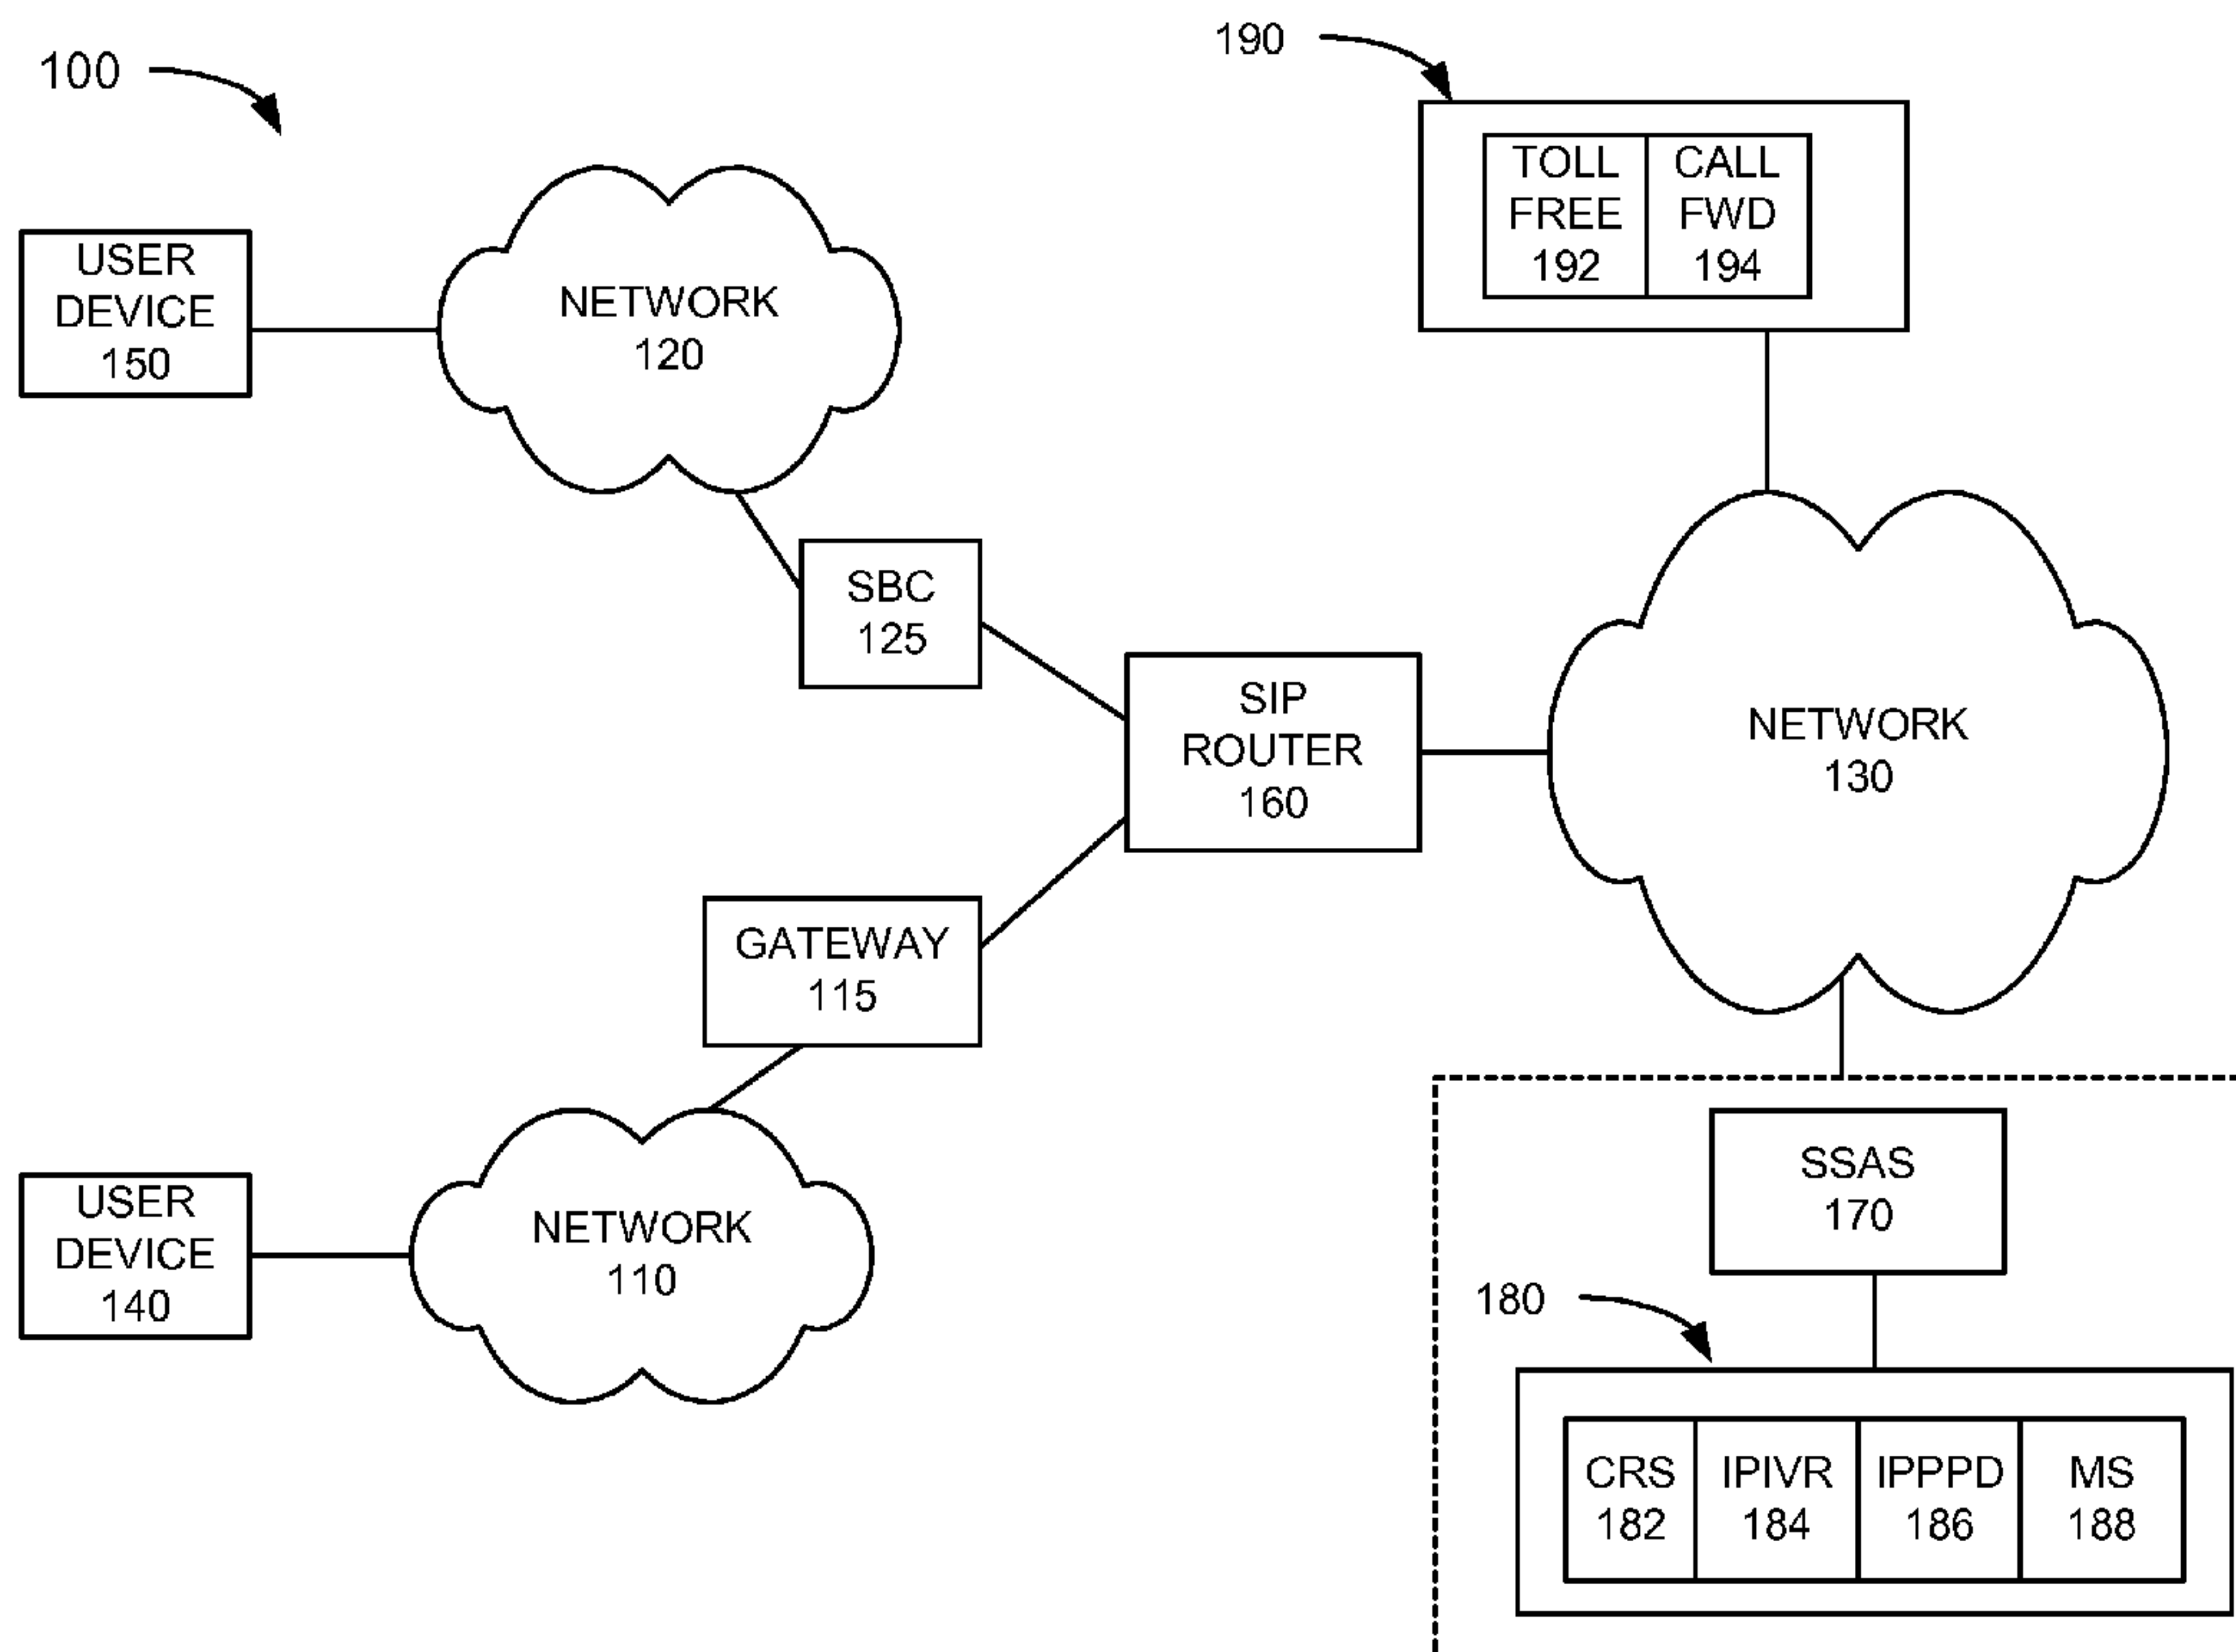 100
190
TOLL
FREE
192
CALL
FWD
194
USER
DEVICE
150
NETWORK
120
SBC
125
SIP
ROUTER
160
NETWORK
130
GATEWAY
115
SSAS
170
USER
DEVICE
140
NETWORK
110
180
CRS
182
IPIVR
184
IPPPD
186
MS
188